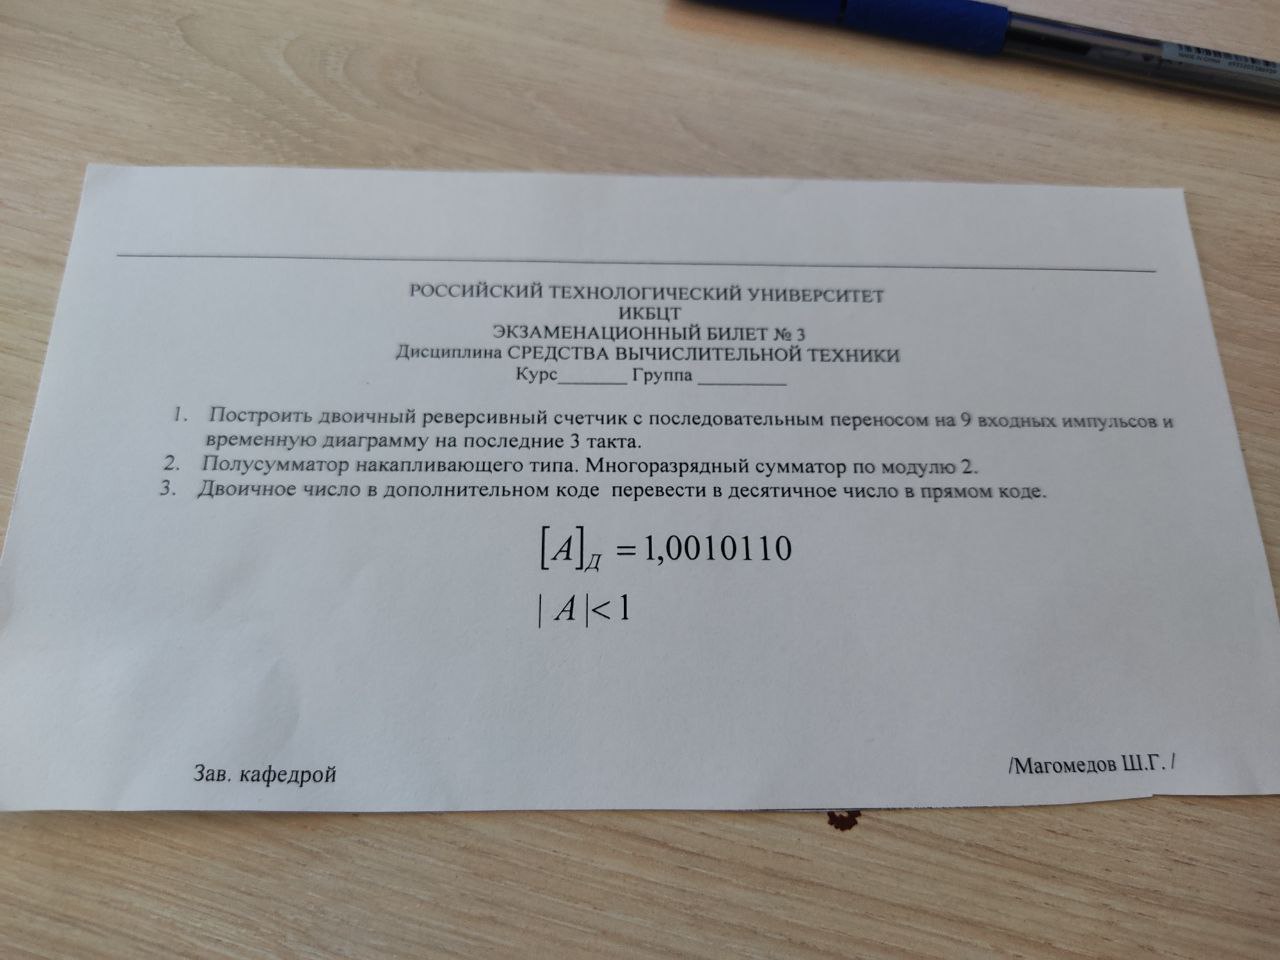 РОССИЙСКИЙ ТЕХНОЛОГИЧЕСКИЙ УНИВЕРСИТЕТ
ИКБЦТ
ЭКЗАМЕНАЦИОННЫЙ БИЛЕТ № 3
Дисциплина СРЕДСТВА ВЫЧИСЛИТЕЛЬНОЙ ТЕХНИКИ
Курс_______ Группа _________
1. Построить двоичный реверсивный счетчик с последовательным переносом на 9 входных импульсов и
временную диаграмму на последние 3 такта.
2. Полусумматор накапливающего типа. Многоразрядный сумматор по модулю 2.
3. Двоичное число в дополнительном коде перевести в десятичное число в прямом коде.
[A]Д = 1,0010110
| A |< 1
Зав. кафедрой /Магомедов Ш.Г. /